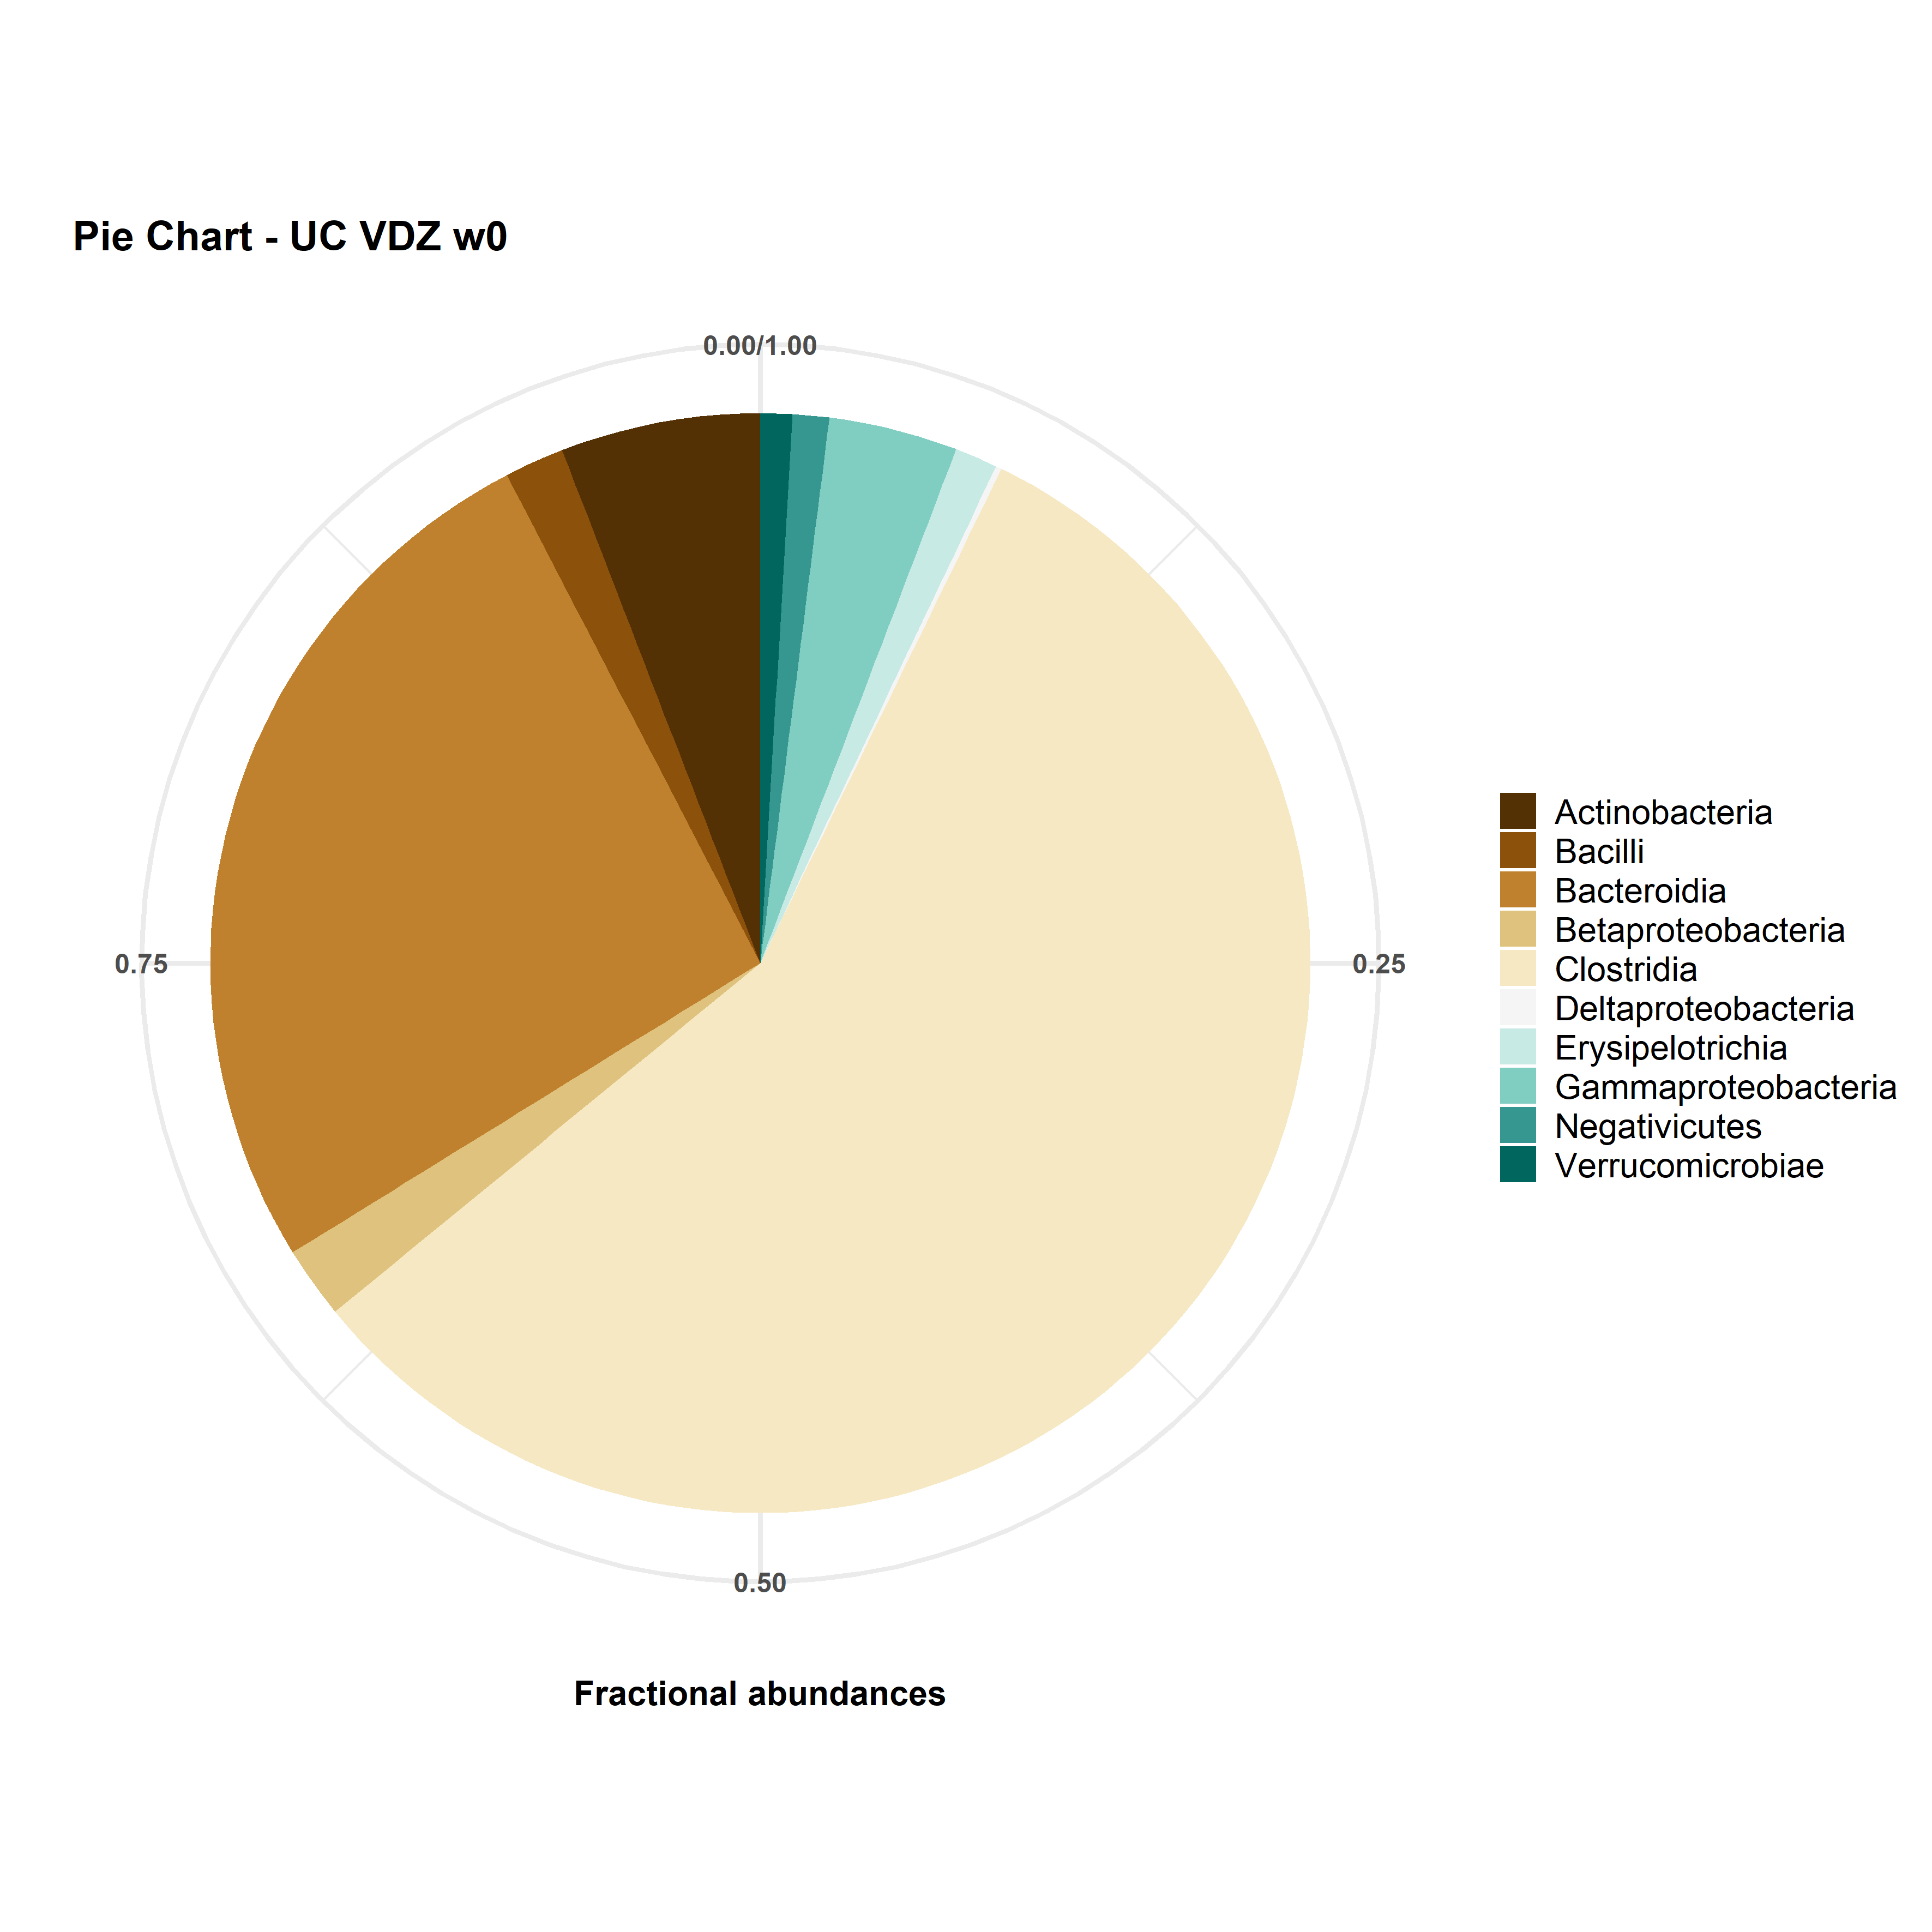 Pie Chart - UC VDZ w0
0.00/1.00
0.75
0.25
0.50
Fractional abundances
Actinobacteria
Bacilli
Bacteroidia
Betaproteobacteria
Clostridia
Deltaproteobacteria
Erysipelotrichia
Gammaproteobacteria
Negativicutes
Verrucomicrobiae